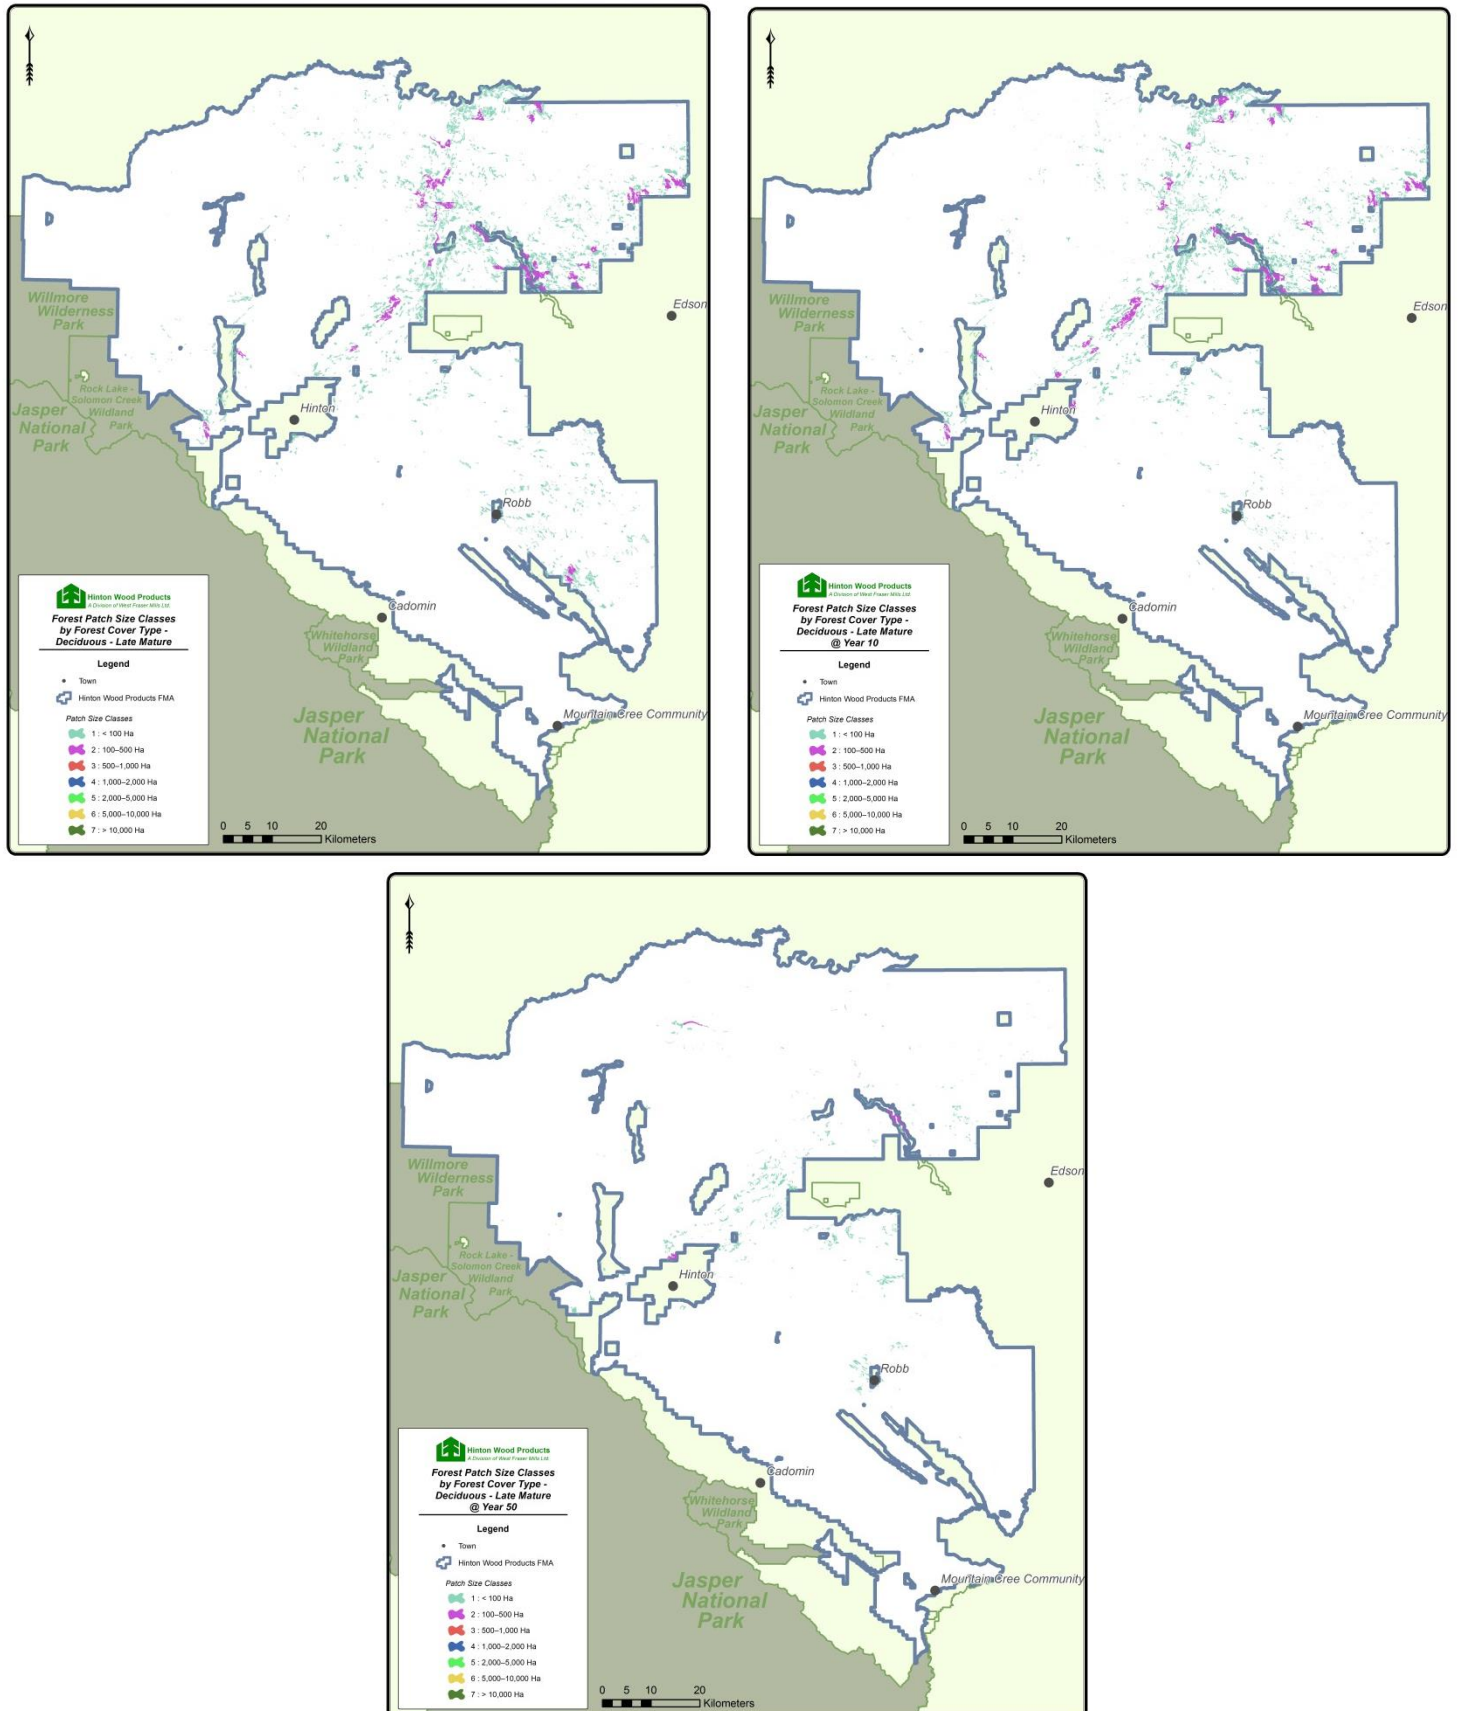 Willmore
Wilderness
Park
Edson
Rock Lake -
Solomon Creek
Wildland
Park
Jasper
National
Park
Hinton
Robb
Cadomin
Whitehorse
Wildland
Park
Mountain Cree Community
Jasper
National
Park
Hinton Wood Products
A Division of West Fraser Mills Ltd.
Forest Patch Size Classes
by Forest Cover Type -
Deciduous - Late Mature
Legend
Town
Hinton Wood Products FMA
Patch Size Classes
1 : < 100 Ha
2 : 100–500 Ha
3 : 500–1,000 Ha
4 : 1,000–2,000 Ha
5 : 2,000–5,000 Ha
6 : 5,000–10,000 Ha
7 : > 10,000 Ha
0 5 10 20
Kilometers
Willmore
Wilderness
Park
Edson
Rock Lake -
Solomon Creek
Wildland
Park
Jasper
National
Park
Hinton
Robb
Cadomin
Whitehorse
Wildland
Park
Mountain Cree Community
Jasper
National
Park
Hinton Wood Products
A Division of West Fraser Mills Ltd.
Forest Patch Size Classes
by Forest Cover Type -
Deciduous - Late Mature
@ Year 10
Legend
Town
Hinton Wood Products FMA
Patch Size Classes
1 : < 100 Ha
2 : 100–500 Ha
3 : 500–1,000 Ha
4 : 1,000–2,000 Ha
5 : 2,000–5,000 Ha
6 : 5,000–10,000 Ha
7 : > 10,000 Ha
0 5 10 20
Kilometers
Willmore
Wilderness
Park
Edson
Rock Lake -
Solomon Creek
Wildland
Park
Jasper
National
Park
Hinton
Robb
Cadomin
Whitehorse
Wildland
Park
Mountain Cree Community
Jasper
National
Park
Hinton Wood Products
A Division of West Fraser Mills Ltd.
Forest Patch Size Classes
by Forest Cover Type -
Deciduous - Late Mature
@ Year 50
Legend
Town
Hinton Wood Products FMA
Patch Size Classes
1 : < 100 Ha
2 : 100–500 Ha
3 : 500–1,000 Ha
4 : 1,000–2,000 Ha
5 : 2,000–5,000 Ha
6 : 5,000–10,000 Ha
7 : > 10,000 Ha
0 5 10 20
Kilometers